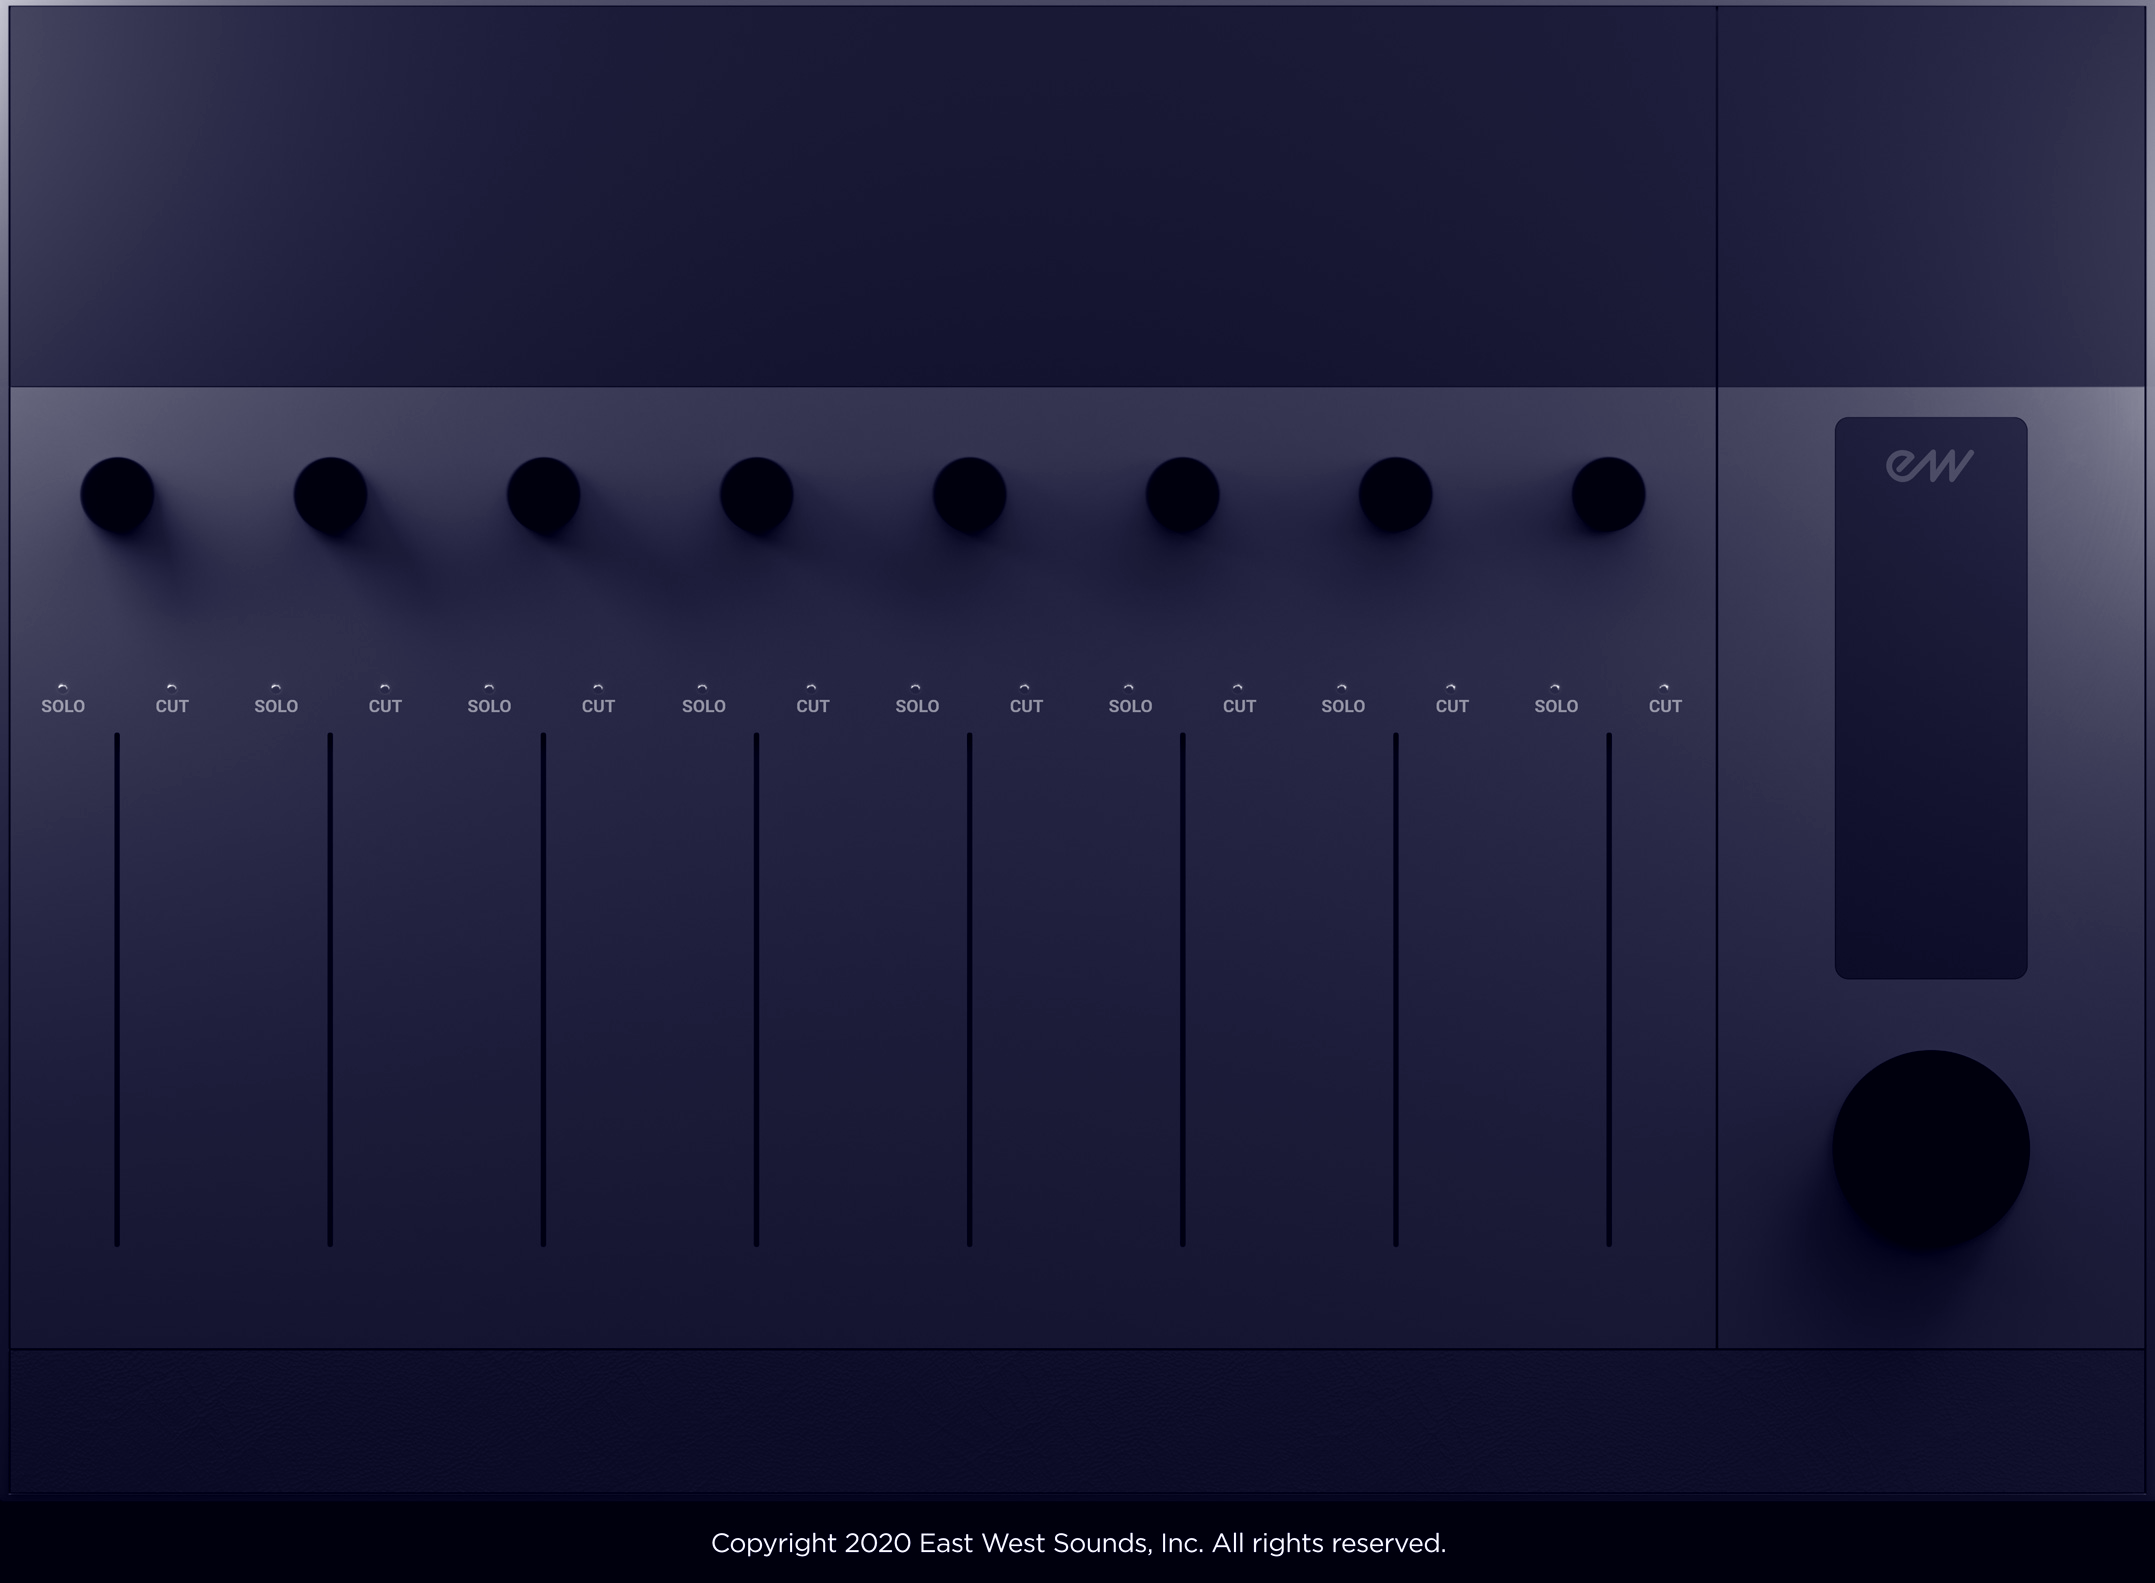 ew
SOLO CUT SOLO CUT SOLO CUT SOLO CUT SOLO CUT SOLO CUT SOLO CUT SOLO CUT
Copyright 2020 East West Sounds, Inc. All rights reserved.